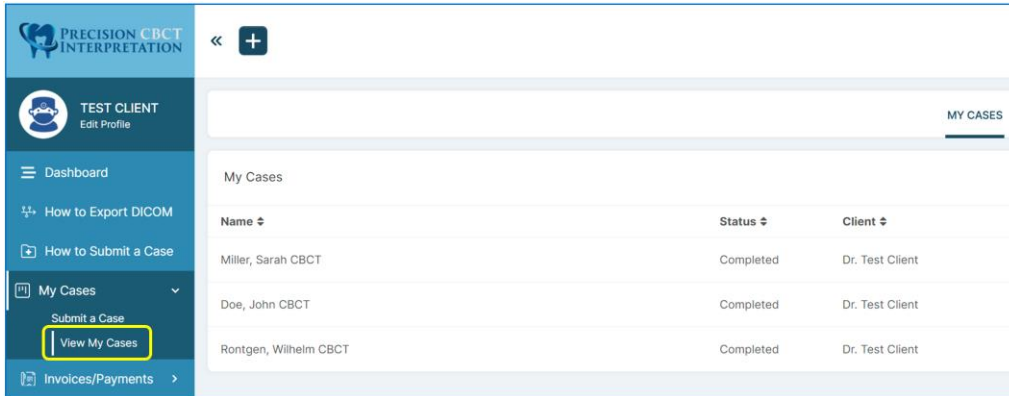 PRECISION CBCT
INTERPRETATION
TEST CLIENT
Edit Profile
Dashboard
How to Export DICOM
How to Submit a Case
My Cases
Submit a Case
View My Cases
Invoices/Payments
MY CASES
My Cases
Name Status Client
Miller, Sarah CBCT Completed Dr. Test Client
Doe, John CBCT Completed Dr. Test Client
Rontgen, Wilhelm CBCT Completed Dr. Test Client